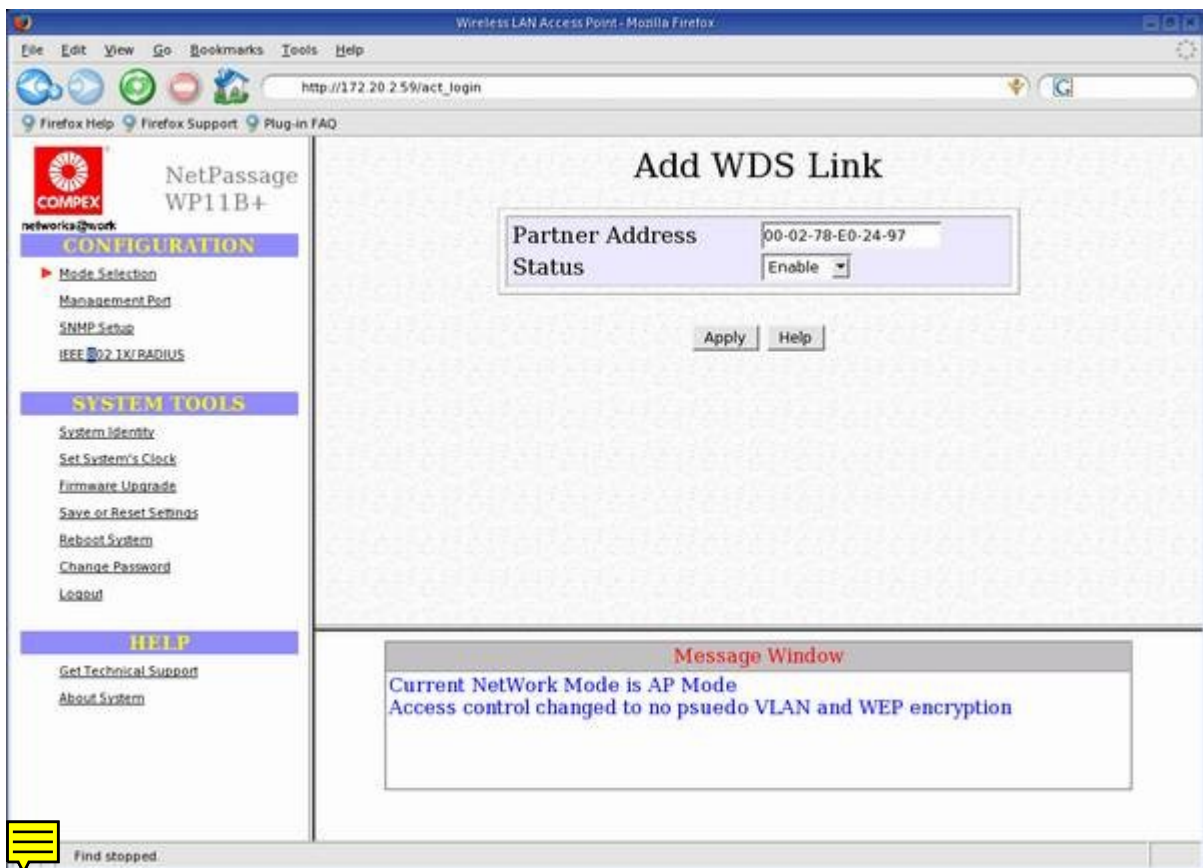 Wireless LAN Access Point - Mozilla Firefox
File Edit View Go Bookmarks Tools Help
http://172.20.2.59/act_login
G
Firefox Help Firefox Support Plug-in FAQ
COMPEX
networks@work
NetPassage
WP11B+
CONFIGURATION
Mode Selection
Management Port
SNMP Setup
IEEE 802.1X/ RADIUS
SYSTEM TOOLS
System Identity
Set System's Clock
Firmware Upgrade
Save or Reset Settings
Reboot System
Change Password
Logout
HELP
Get Technical Support
About System
Add WDS Link
Partner Address 00-02-78-E0-24-97
Status Enable
Apply Help
Message Window
Current NetWork Mode is AP Mode
Access control changed to no psuedo VLAN and WEP encryption
Find stopped